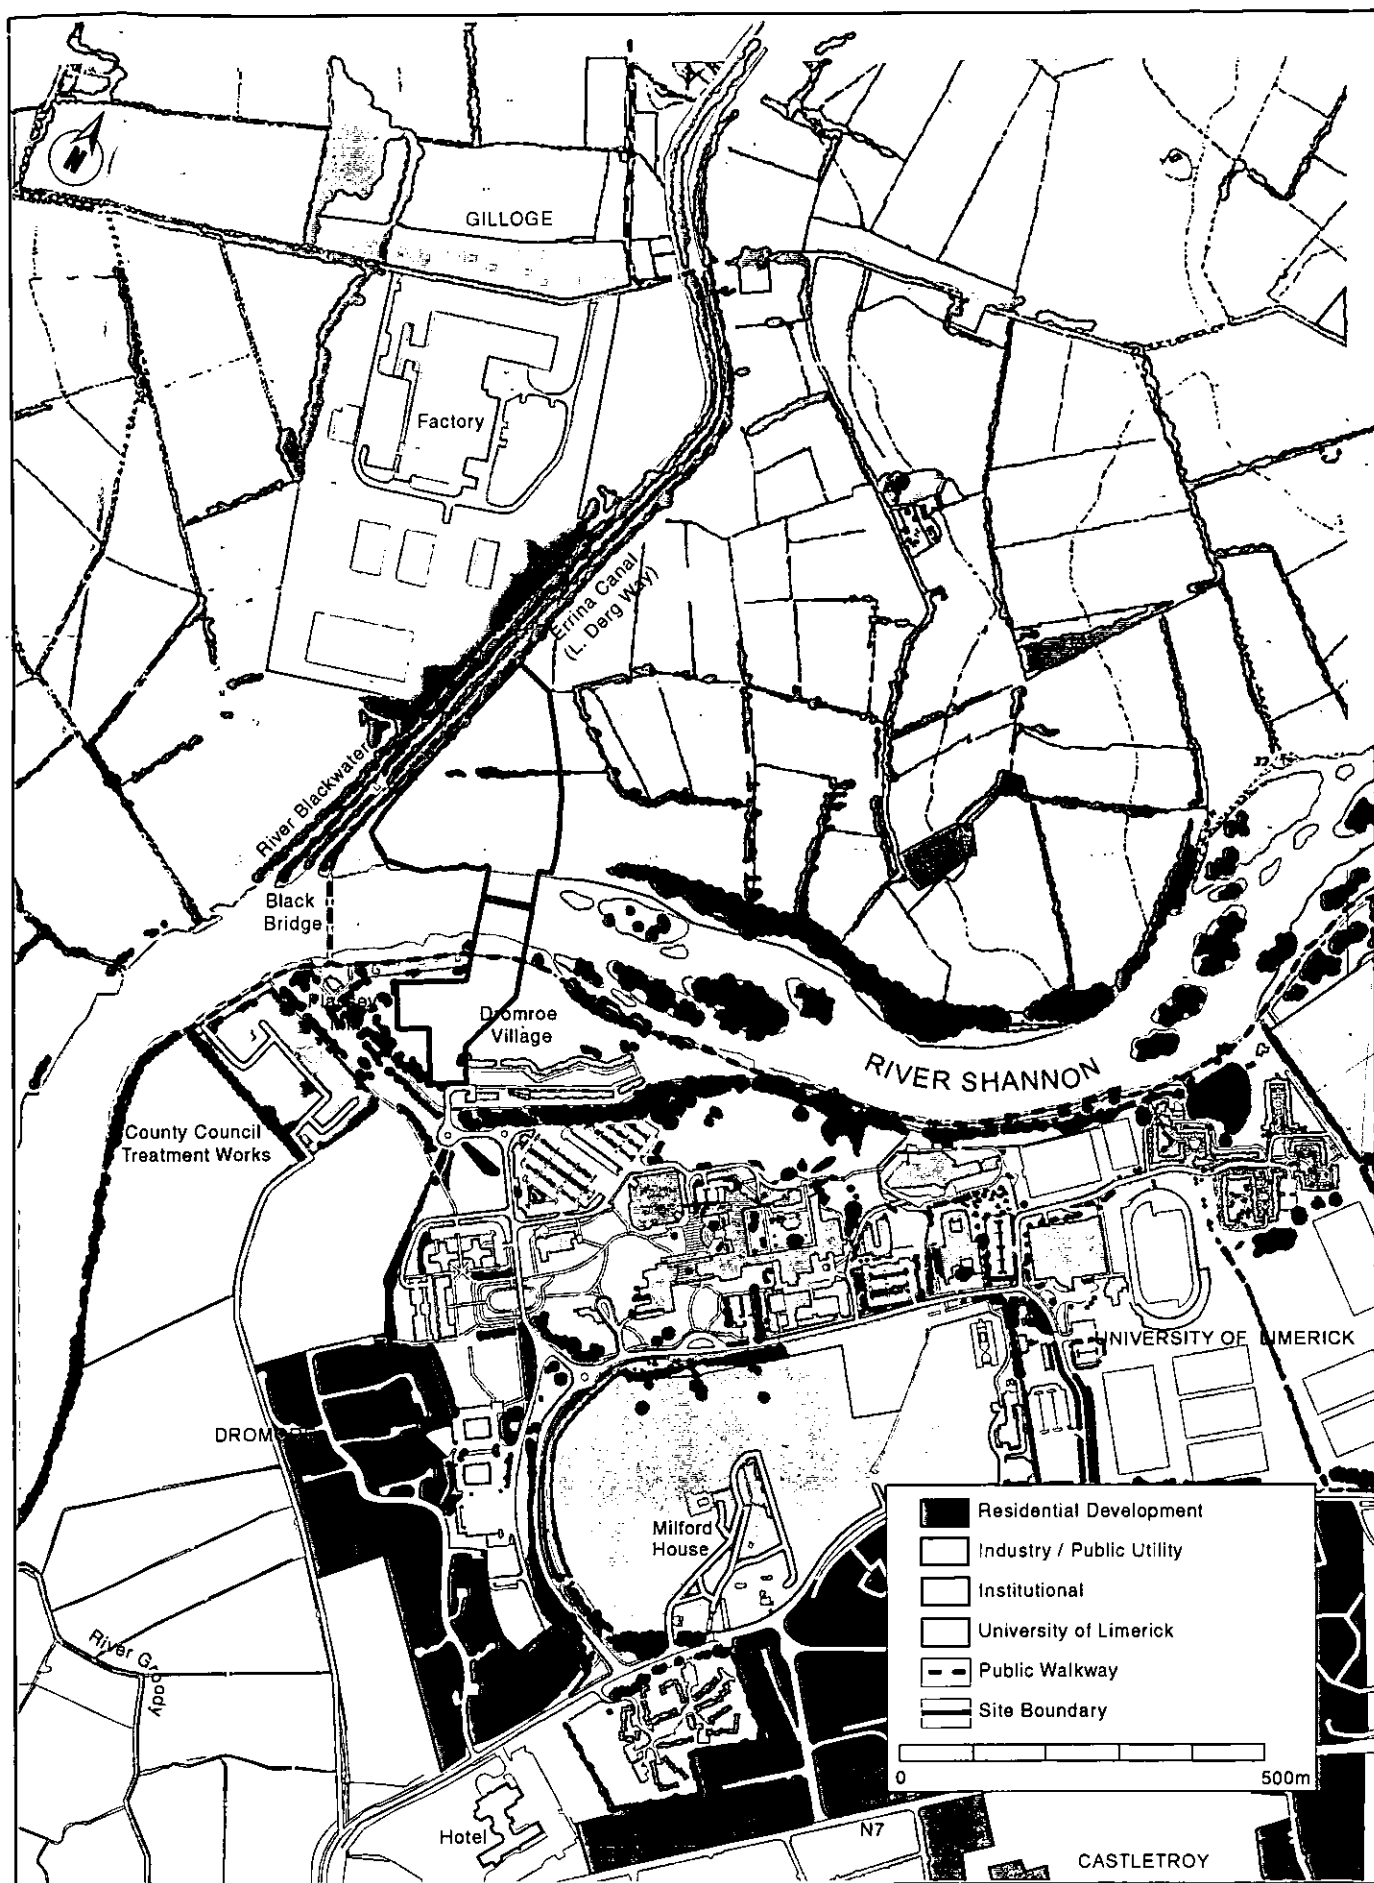 N
GILLOGE
Factory
Errina Canal
(L. Derg Way)
River Blackwater
Black
Bridge
Dromroe
Village
RIVER SHANNON
County Council
Treatment Works
UNIVERSITY OF LIMERICK
Milford
House
River Groody
Hotel
N7
CASTLETROY
Residential Development
Industry / Public Utility
Institutional
University of Limerick
Public Walkway
Site Boundary
0 500m